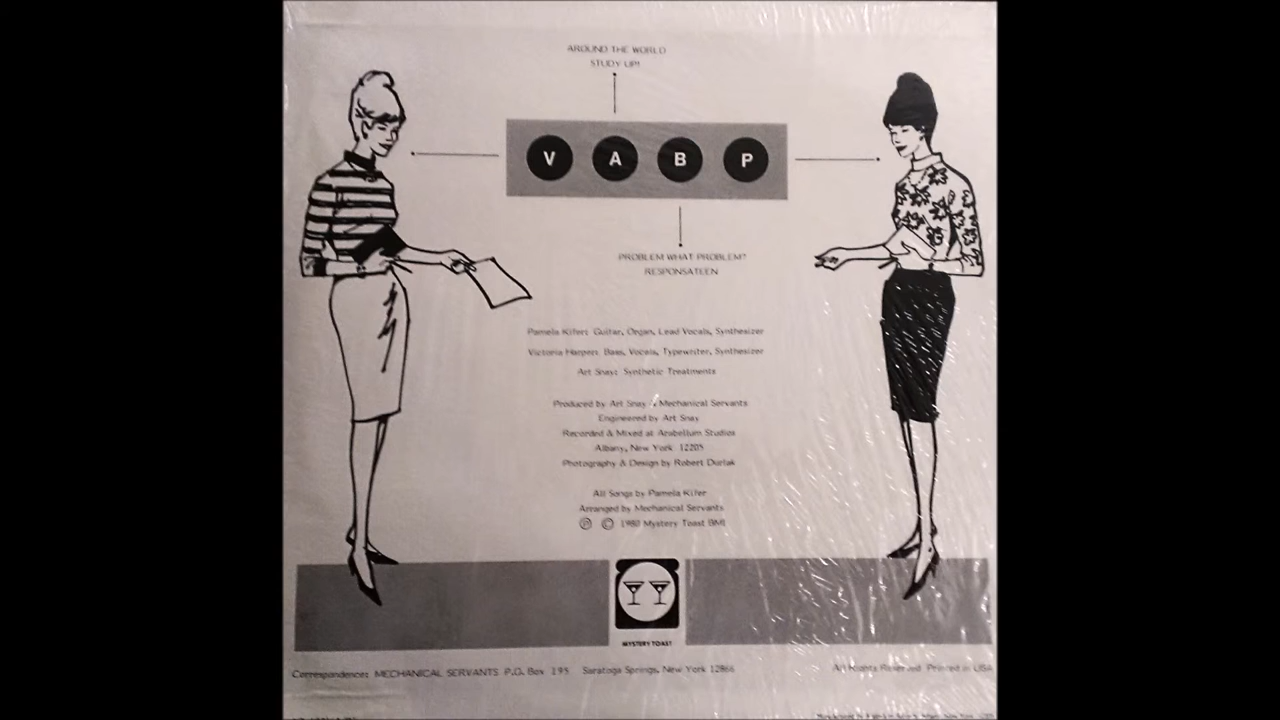 AROUND THE WORLD
STUDY UP!
V A B P
PROBLEM WHAT PROBLEM?
RESPONSATEEN
Pamela Kifer: Guitar, Organ, Lead Vocals, Synthesizer
Victoria Harper: Bass, Vocals, Typewriter, Synthesizer
Art Snay: Synthetic Treatments
Produced by Art Snay & Mechanical Servants
Engineered by Art Snay
Recorded & Mixed at Arabellum Studios
Albany, New York 12205
Photography & Design by Robert Durlak
All Songs by Pamela Kifer
Arranged by Mechanical Servants
℗ © 1980 Mystery Toast BMI
MYSTERY TOAST
Correspondence: MECHANICAL SERVANTS P.O. Box 195 Saratoga Springs, New York 12866
All Rights Reserved Printed in USA